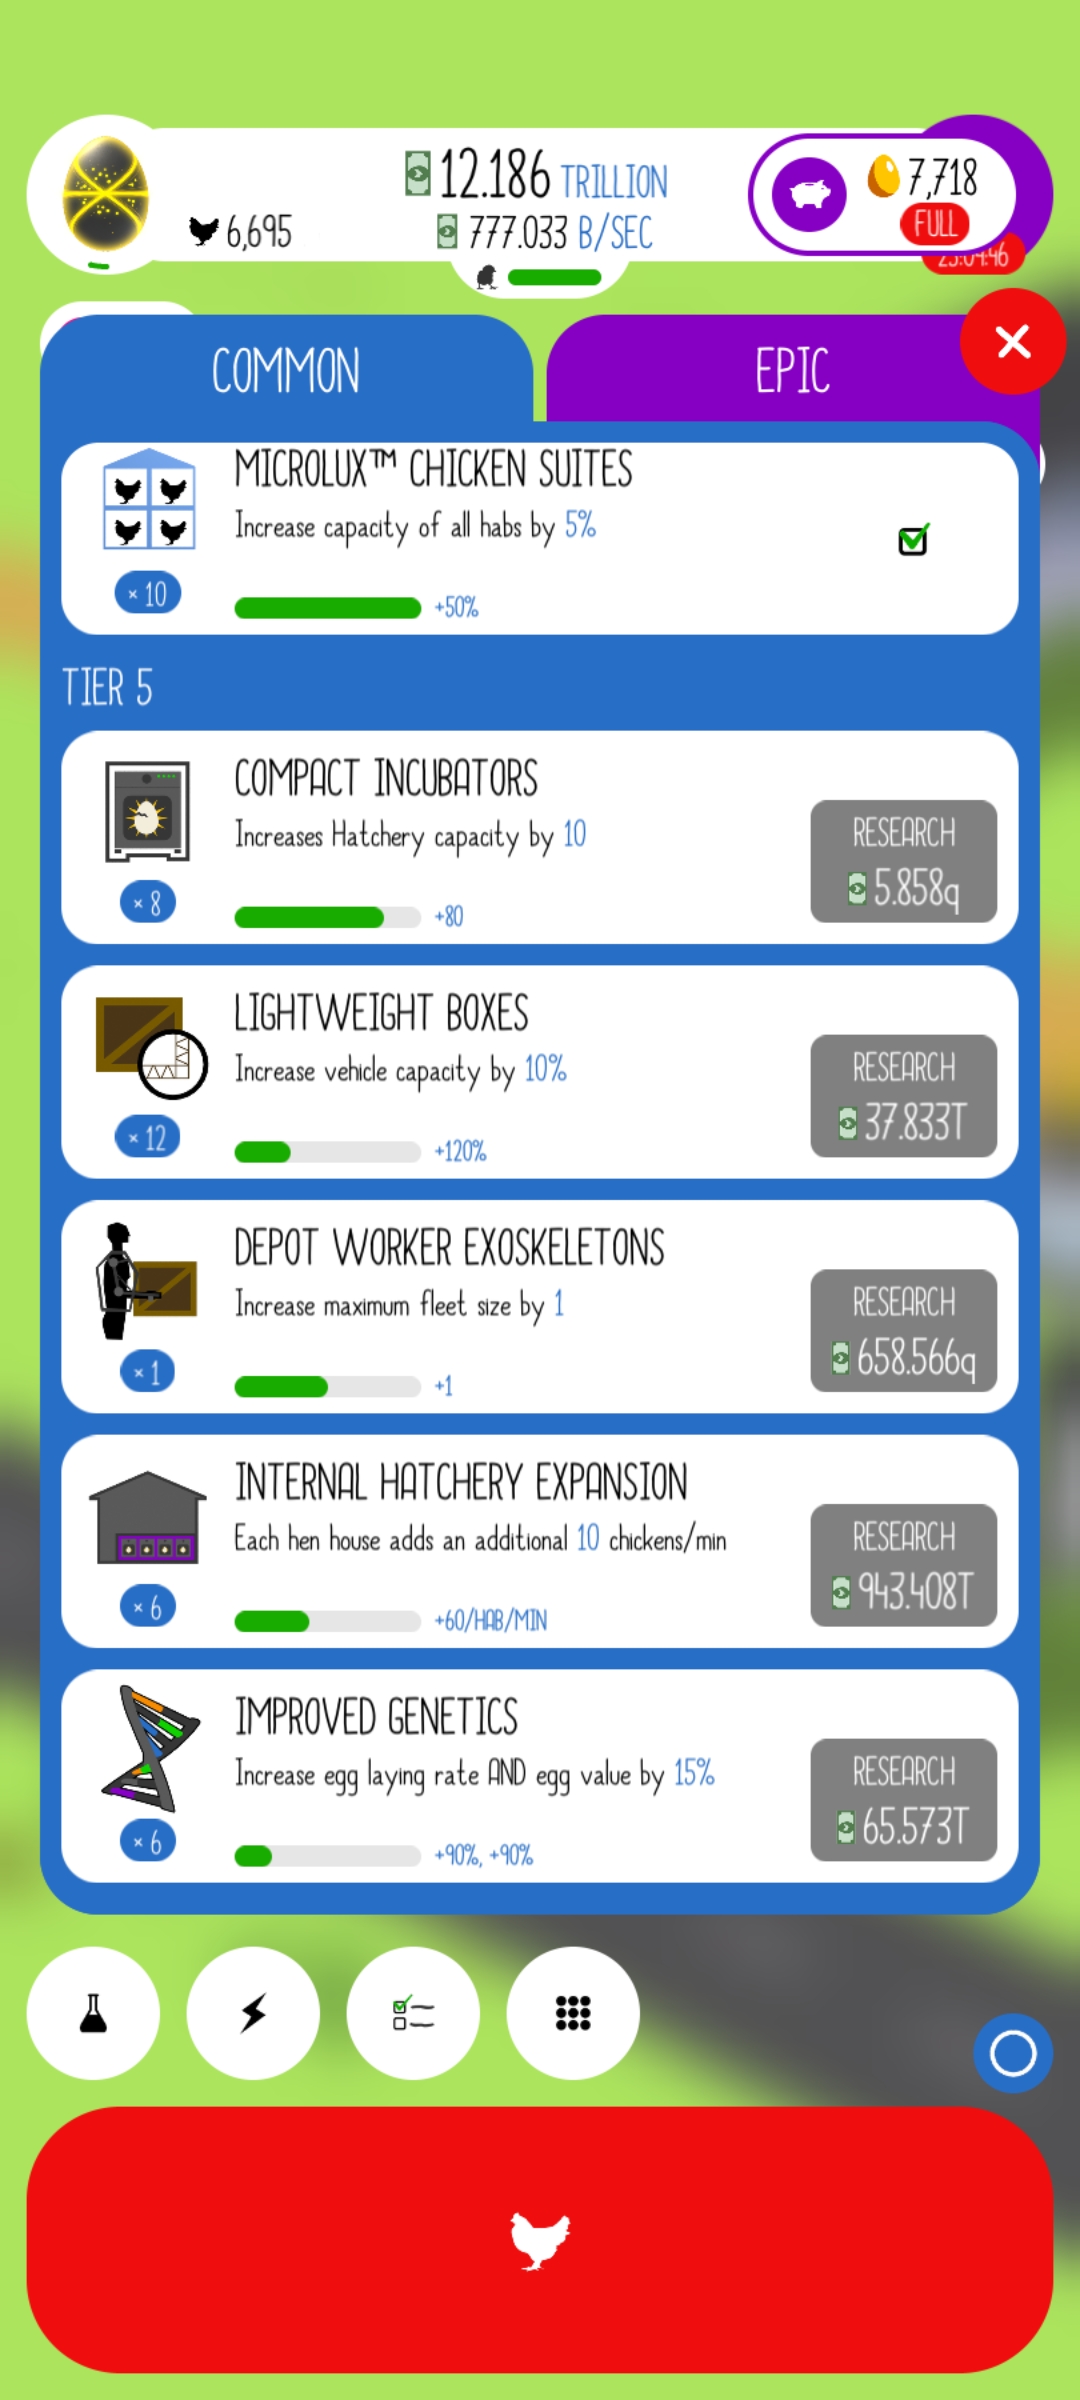 12.186 TRILLION
7,718
6,695
777.033 B/SEC
FULL
23:04:46
COMMON
EPIC
MICROLUX™ CHICKEN SUITES
Increase capacity of all habs by 5%
× 10
+50%
TIER 5
COMPACT INCUBATORS
Increases Hatchery capacity by 10
RESEARCH
5.858q
× 8
+80
LIGHTWEIGHT BOXES
Increase vehicle capacity by 10%
RESEARCH
37.833T
× 12
+120%
DEPOT WORKER EXOSKELETONS
Increase maximum fleet size by 1
RESEARCH
658.566q
× 1
+1
INTERNAL HATCHERY EXPANSION
Each hen house adds an additional 10 chickens/min
RESEARCH
943.408T
× 6
+60/HAB/MIN
IMPROVED GENETICS
Increase egg laying rate AND egg value by 15%
RESEARCH
65.573T
× 6
+90%, +90%